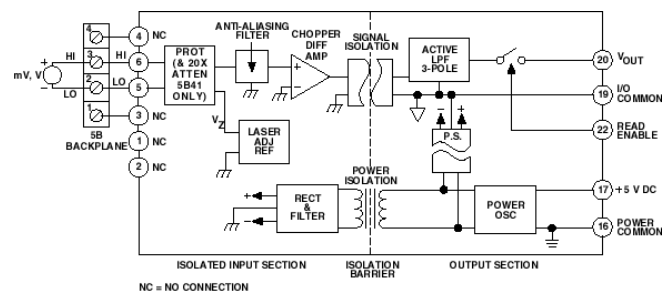 4
3
2
1
mV, V
+
−
HI
LO
5B
BACKPLANE
4
NC
HI
6
LO
5
3
NC
1
NC
2
NC
PROT
(& 20X
ATTEN
5B41
ONLY)
VZ
ANTI-ALIASING
FILTER
LASER
ADJ
REF
CHOPPER
DIFF
AMP
+
−
SIGNAL
ISOLATION
ACTIVE
LPF
3-POLE
− +
P.S.
POWER
ISOLATION
+
−
RECT
&
FILTER
POWER
OSC
20
VOUT
19
I/O
COMMON
22
READ
ENABLE
17
+5 V DC
16
POWER
COMMON
ISOLATED INPUT SECTION
ISOLATION
BARRIER
OUTPUT SECTION
NC = NO CONNECTION